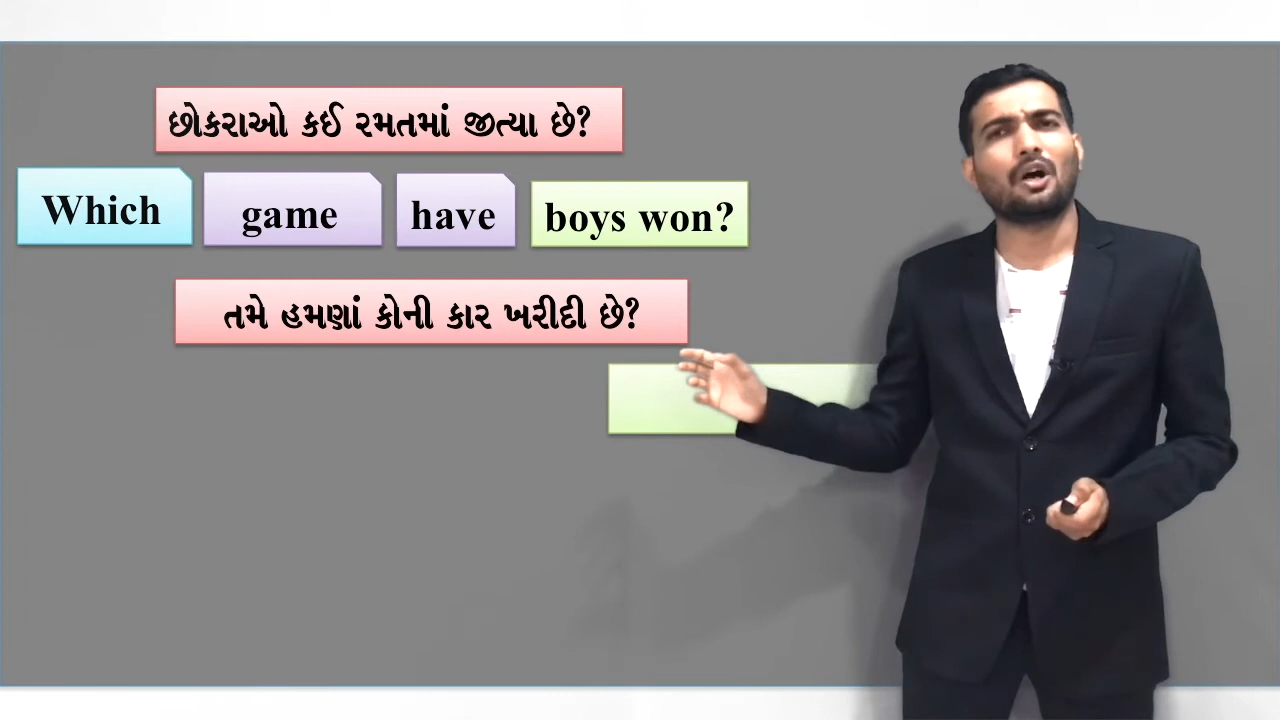 છોકરાઓ કઈ રમતમાં જીત્યા છે?
Which game have boys won?
તમે હમણાં કોની કાર ખરીદી છે?